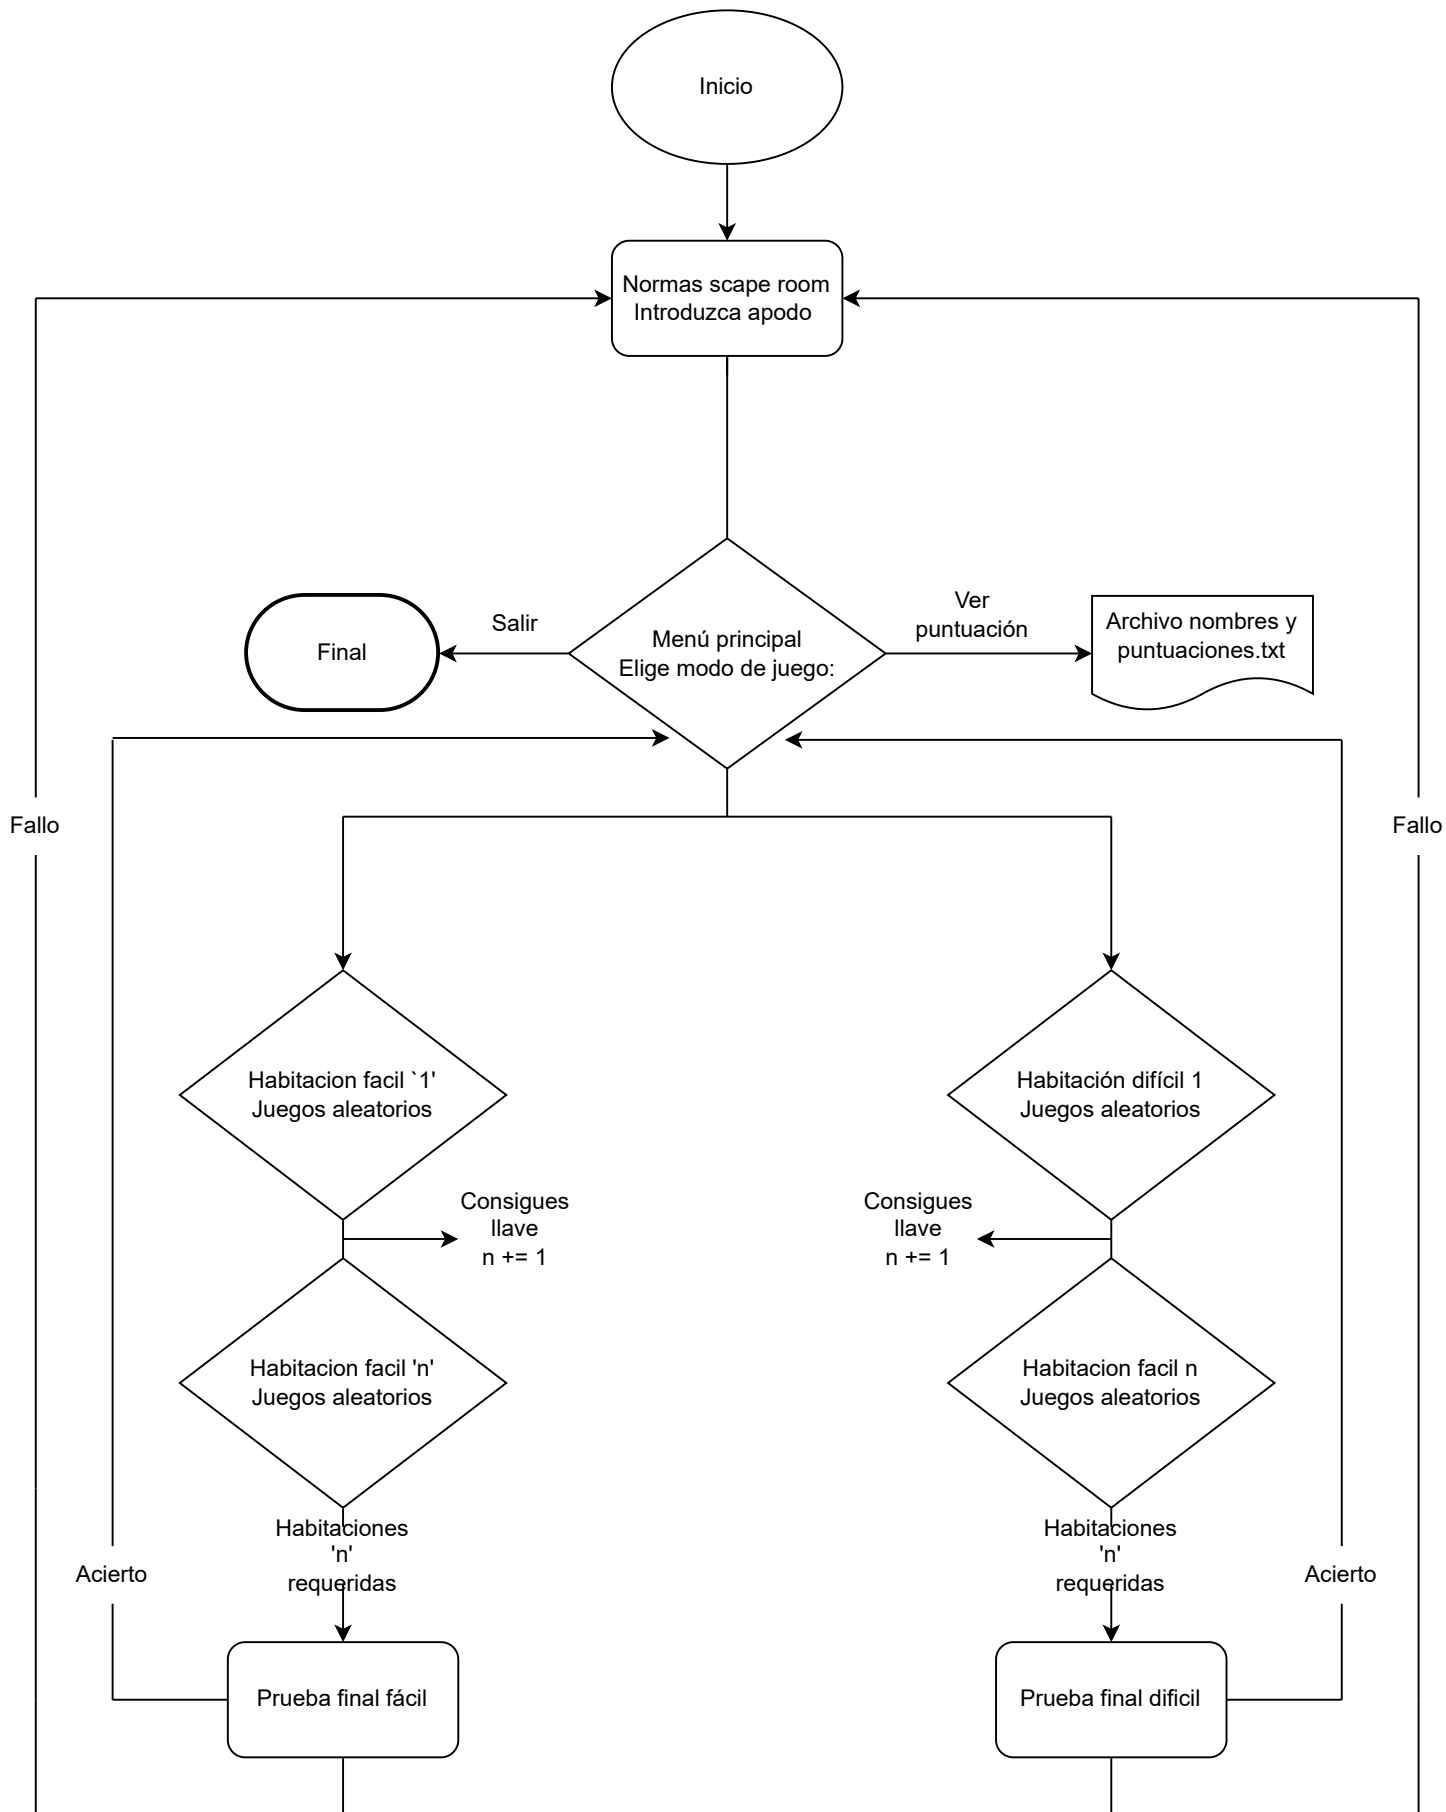 Inicio
Normas scape room
Introduzca apodo
Salir
Ver
puntuación
Final
Menú principal
Elige modo de juego:
Archivo nombres y
puntuaciones.txt
Fallo
Fallo
Habitacion facil `1'
Juegos aleatorios
Habitación difícil 1
Juegos aleatorios
Consigues
llave
n += 1
Consigues
llave
n += 1
Habitacion facil 'n'
Juegos aleatorios
Habitacion facil n
Juegos aleatorios
Habitaciones
'n'
requeridas
Habitaciones
'n'
requeridas
Acierto
Acierto
Prueba final fácil
Prueba final dificil